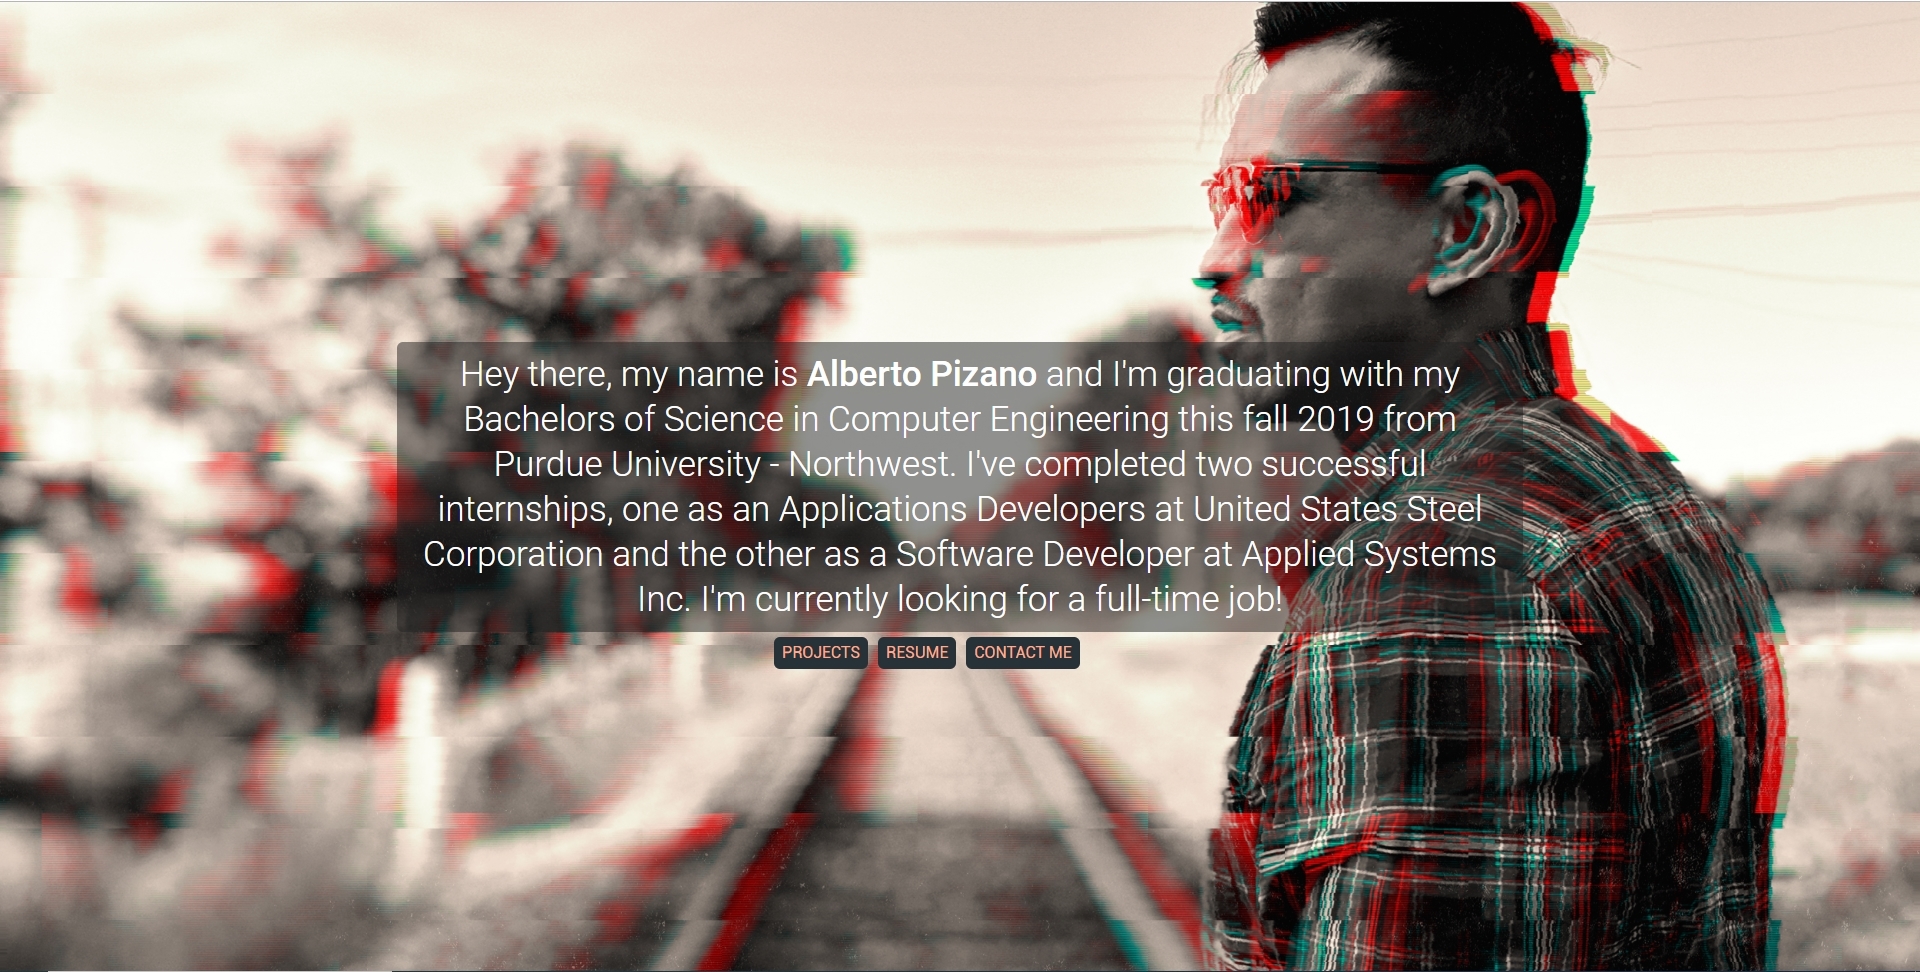 Hey there, my name is Alberto Pizano and I'm graduating with my
Bachelors of Science in Computer Engineering this fall 2019 from
Purdue University - Northwest. I've completed two successful
internships, one as an Applications Developers at United States Steel
Corporation and the other as a Software Developer at Applied Systems
Inc. I'm currently looking for a full-time job!
PROJECTS RESUME CONTACT ME